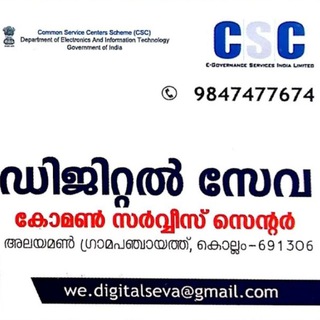 Common Service Centers Scheme (CSC)
Department of Electronics And Information Technology
Government of India
CSC
E-Governance Services India Limited
9847477674
ഡിജിറ്റൽ സേവ
കോമൺ സർവ്വീസ് സെന്റർ
അലയമൺ ഗ്രാമപഞ്ചായത്ത്, കൊല്ലം-691306
we.digitalseva@gmail.com